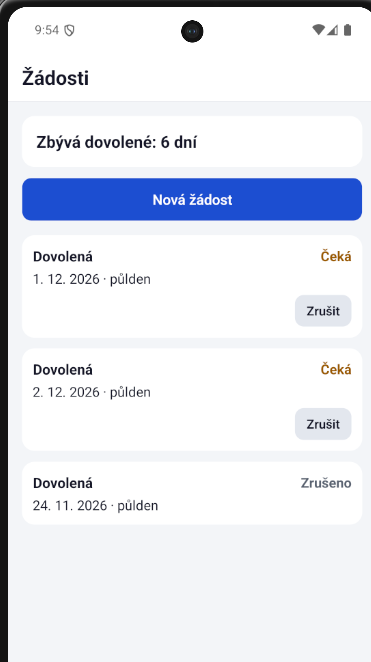 9:54
Žádosti
Zbývá dovolené: 6 dní
Nová žádost
Dovolená Čeká
1. 12. 2026 · půlden
Zrušit
Dovolená Čeká
2. 12. 2026 · půlden
Zrušit
Dovolená Zrušeno
24. 11. 2026 · půlden